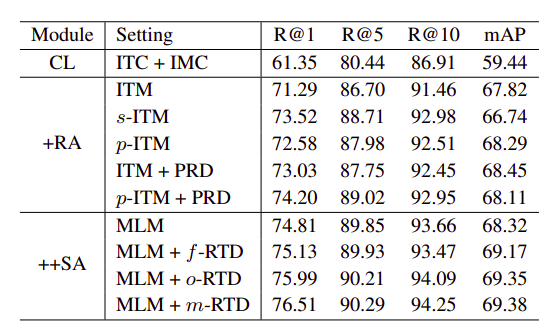 Module Setting R@1 R@5 R@10 mAP
CL ITC + IMC 61.35 80.44 86.91 59.44
ITM 71.29 86.70 91.46 67.82
s-ITM 73.52 88.71 92.98 66.74
+RA p-ITM 72.58 87.98 92.51 68.29
ITM + PRD 73.03 87.75 92.45 68.45
p-ITM + PRD 74.20 89.02 92.95 68.11
MLM 74.81 89.85 93.66 68.32
++SA MLM + f-RTD 75.13 89.93 93.47 69.17
MLM + o-RTD 75.99 90.21 94.09 69.35
MLM + m-RTD 76.51 90.29 94.25 69.38